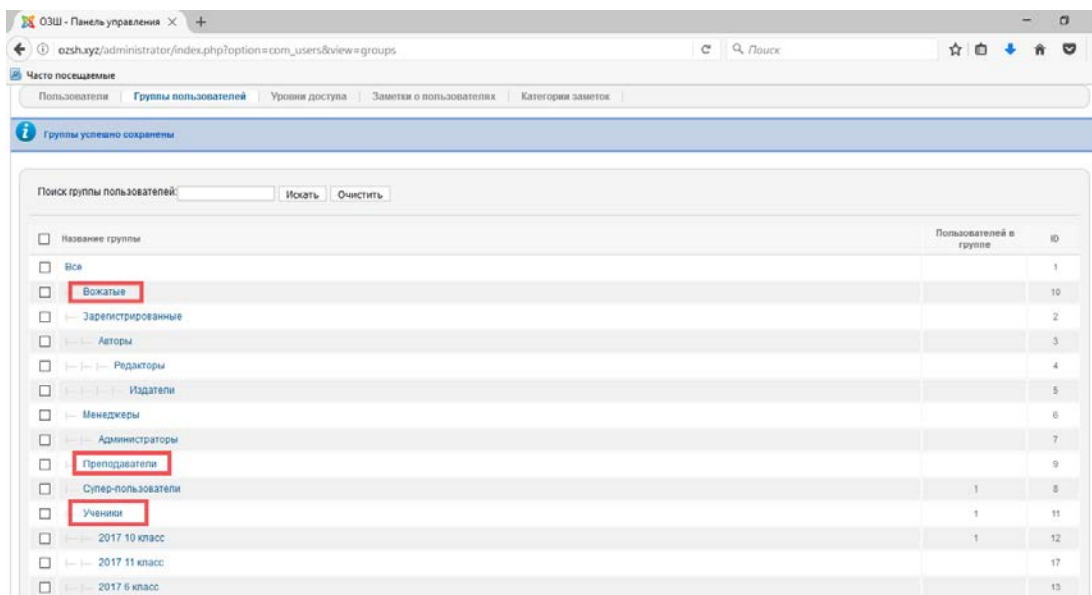 ОЗШ - Панель управления
ozsh.xyz/administrator/index.php?option=com_users&view=groups
Поиск
Часто посещаемые
Пользователи Группы пользователей Уровни доступа Заметки о пользователях Категории заметок
Группы успешно сохранены
Поиск группы пользователей: Искать Очистить
Название группы Пользователей в группе ID
Все 1
Вожатые 10
Зарегистрированные 2
Авторы 3
Редакторы 4
Издатели 5
Менеджеры 6
Администраторы 7
Преподаватели 9
Супер-пользователи 1 8
Ученики 1 11
2017 10 класс 1 12
2017 11 класс 17
2017 6 класс 13